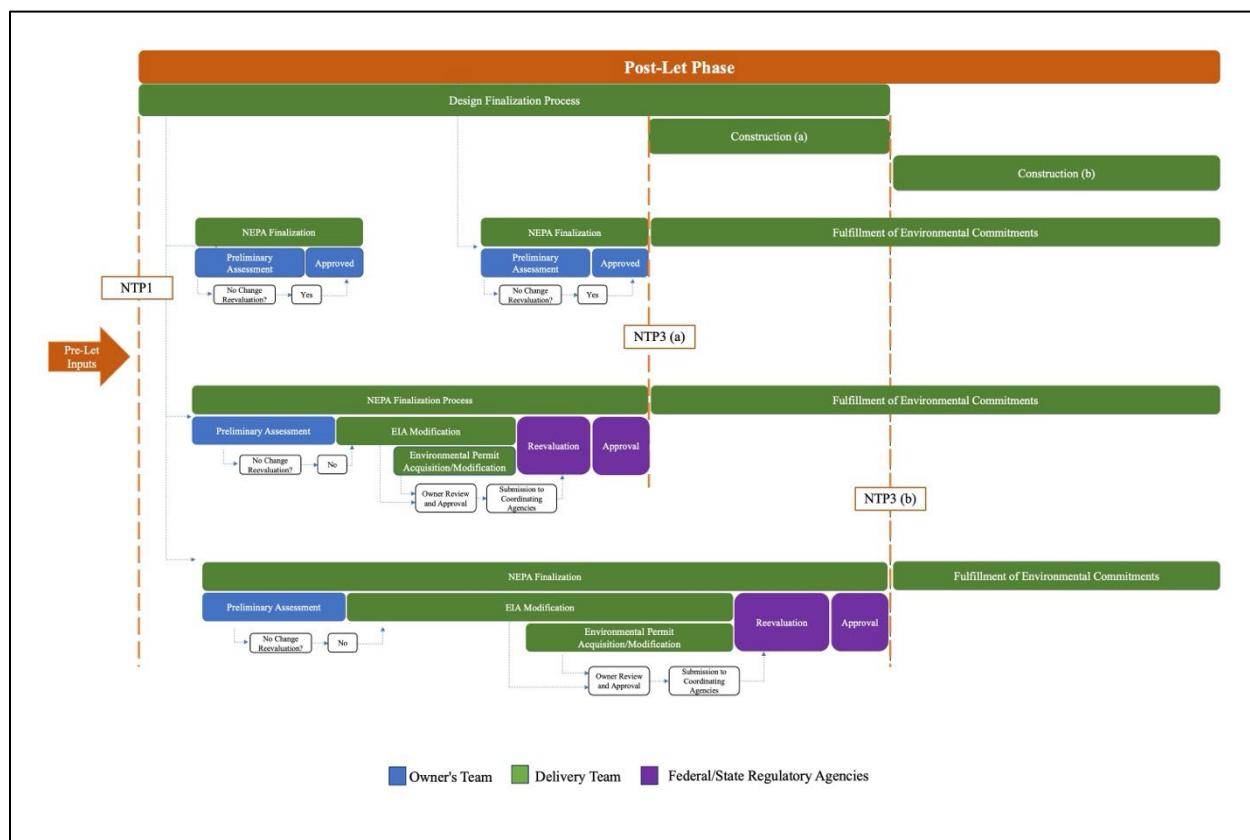 Post-Let Phase
Design Finalization Process
Construction (a)
Construction (b)
NEPA Finalization
NEPA Finalization
Fulfillment of Environmental Commitments
Preliminary
Assessment
Approved
Preliminary
Assessment
Approved
No Change
Reevaluation?
Yes
No Change
Reevaluation?
Yes
NTP1
NTP3 (a)
Pre-Let
Inputs
NEPA Finalization Process
Fulfillment of Environmental Commitments
Preliminary Assessment
EIA Modification
Reevaluation
Approval
Environmental Permit
Acquisition/Modification
No Change
Reevaluation?
No
Owner Review
and Approval
Submission to
Coordinating
Agencies
NTP3 (b)
NEPA Finalization
Fulfillment of Environmental Commitments
Preliminary Assessment
EIA Modification
Reevaluation
Approval
Environmental Permit
Acquisition/Modification
No Change
Reevaluation?
No
Owner Review
and Approval
Submission to
Coordinating
Agencies
Owner's Team
Delivery Team
Federal/State Regulatory Agencies